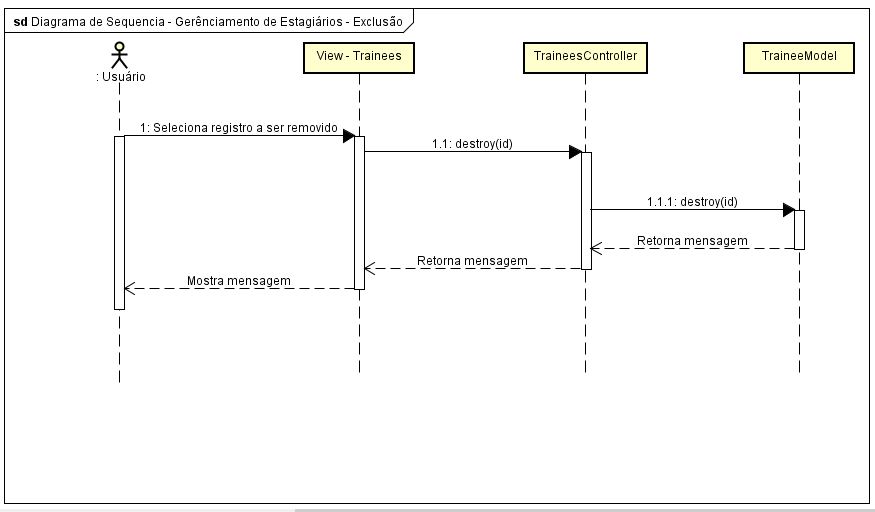 sd Diagrama de Sequencia - Gerênciamento de Estagiários - Exclusão
: Usuário
View - Trainees
TraineesController
TraineeModel
1: Seleciona registro a ser removido
1.1: destroy(id)
1.1.1: destroy(id)
Retorna mensagem
Retorna mensagem
Mostra mensagem